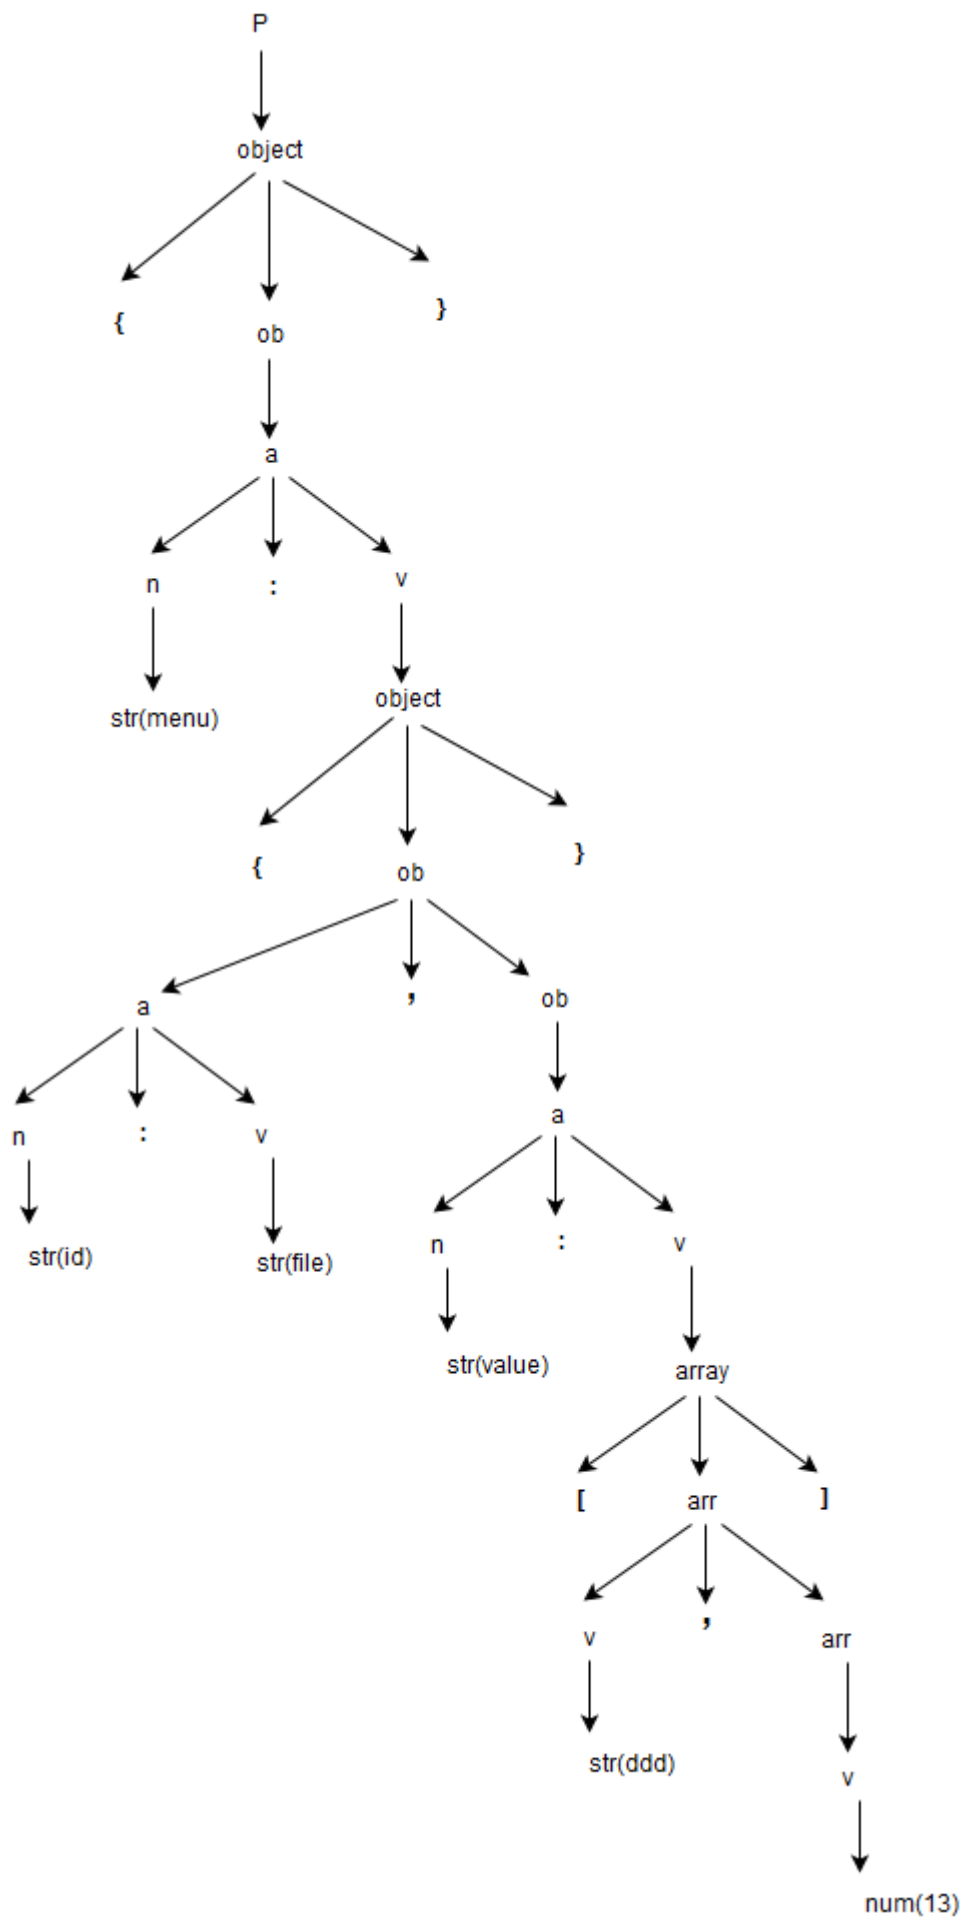 P
object
{
ob
}
a
n
:
v
str(menu)
object
{
ob
}
a
,
ob
n
:
v
a
str(id)
str(file)
n
:
v
str(value)
array
[
arr
]
v
,
arr
str(ddd)
v
num(13)